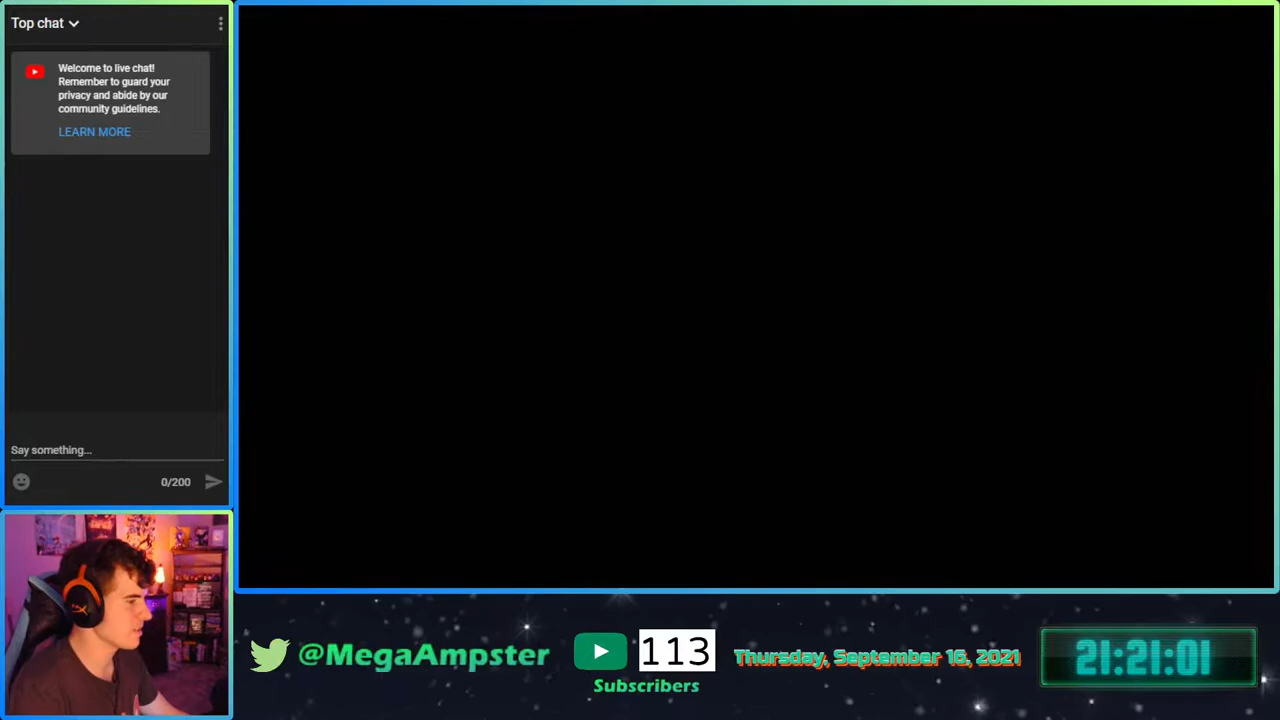 Top chat
Welcome to live chat!
Remember to guard your
privacy and abide by our
community guidelines.
LEARN MORE
Say something...
0/200
@MegaAmpster
113
Subscribers
Thursday, September 16, 2021
21:21:01